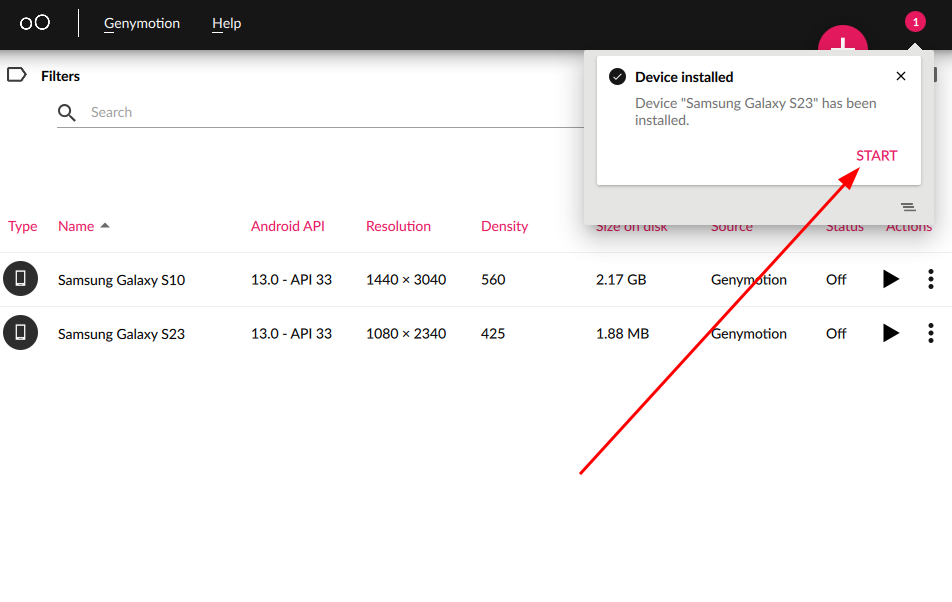 Genymotion Help
1
Filters
Device installed
Device "Samsung Galaxy S23" has been
installed.
START
Search
Type Name Android API Resolution Density Size on disk Source Status Actions
Samsung Galaxy S10 13.0 - API 33 1440 × 3040 560 2.17 GB Genymotion Off
Samsung Galaxy S23 13.0 - API 33 1080 × 2340 425 1.88 MB Genymotion Off